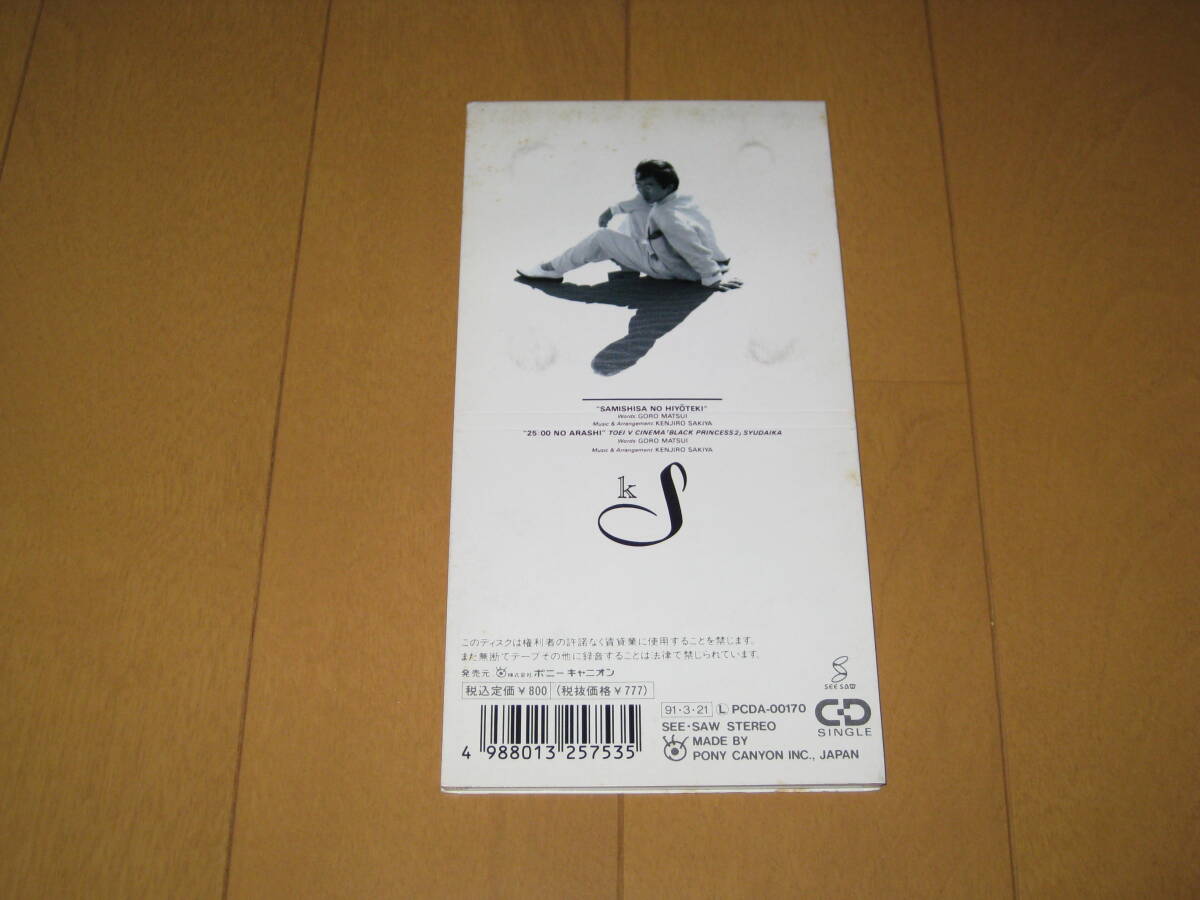 "SAMISHISA NO HIYŌTEKI"
Words: GORO MATSUI
Music & Arrangement: KENJIRO SAKIYA
"25:00 NO ARASHI" TOEI V CINEMA「BLACK PRINCESS 2」SYUDAIKA
Words: GORO MATSUI
Music & Arrangement: KENJIRO SAKIYA
k S
このディスクは権利者の許諾なく賃貸業に使用することを禁じます。
また無断でテープその他に録音することは法律で禁じられています。
発売元 株式会社 ポニーキャニオン
税込定価¥800 (税抜価格¥777)
SEE SAW
91・3・21 Ⓛ PCDA-00170
SEE・SAW STEREO
MADE BY
PONY CANYON INC., JAPAN
CD
SINGLE
4 988013 257535